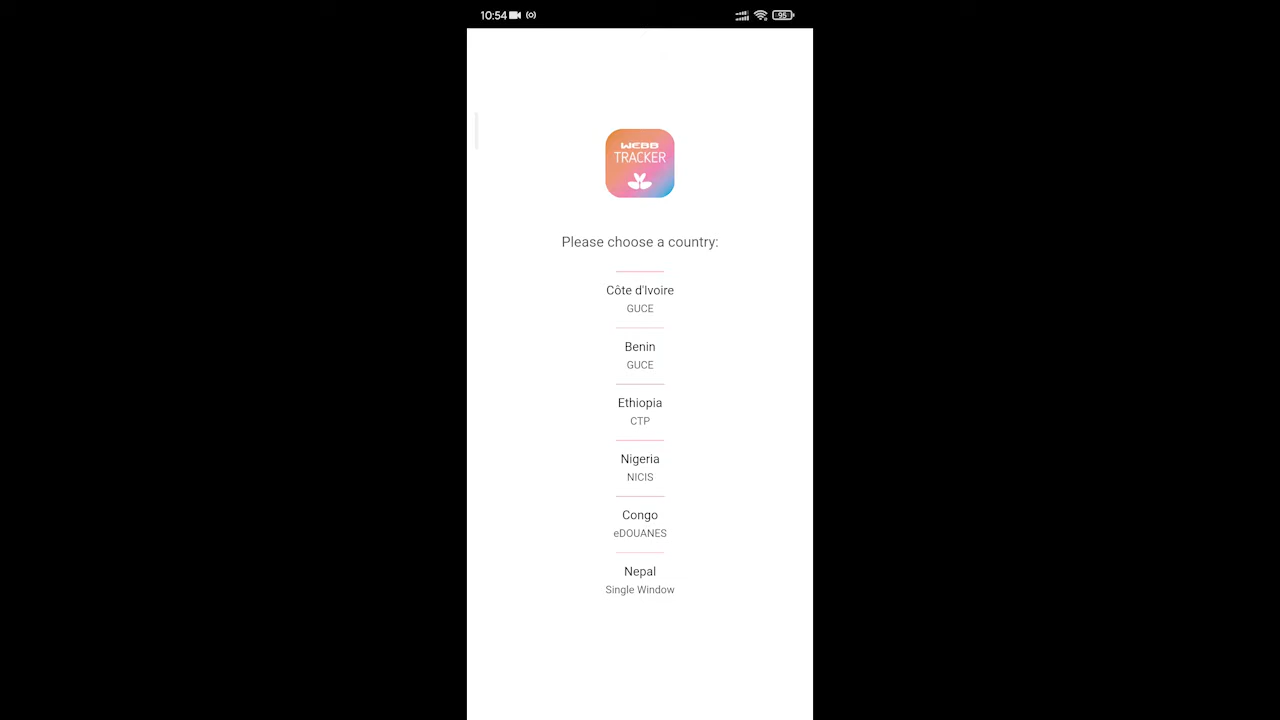 10:54
95
WEBB
TRACKER
Please choose a country:
Côte d'Ivoire
GUCE
Benin
GUCE
Ethiopia
CTP
Nigeria
NICIS
Congo
eDOUANES
Nepal
Single Window